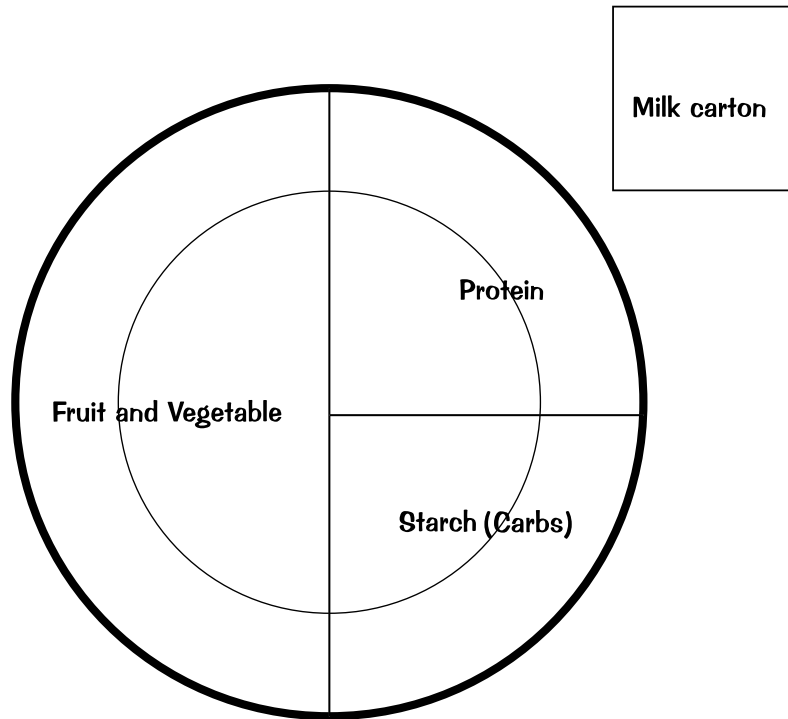 Milk carton
Protein
Fruit and Vegetable
Starch (Carbs)